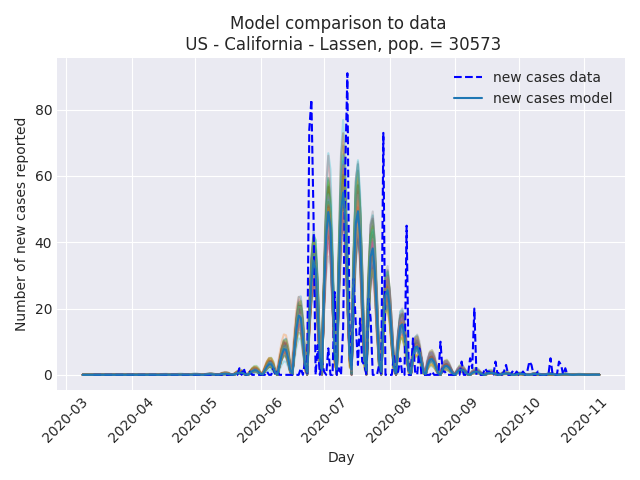 Model comparison to data
US - California - Lassen, pop. = 30573
new cases data
new cases model
Number of new cases reported
80
60
40
20
0
2020-03
2020-04
2020-05
2020-06
2020-07
2020-08
2020-09
2020-10
2020-11
Day